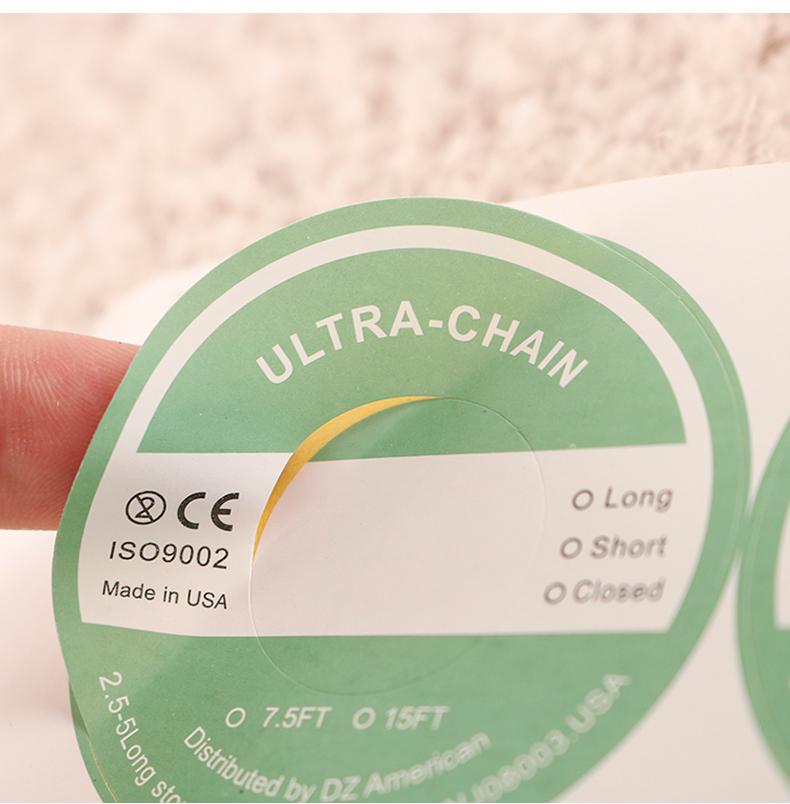 ULTRA-CHAIN
CE
ISO9002
Made in USA
Long
Short
Closed
7.5FT 15FT
Distributed by DZ American
2.5-5Long NJ08003.USA